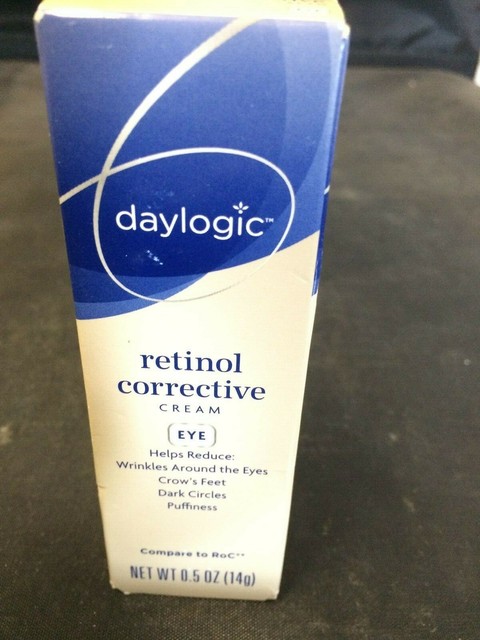 daylogic™
retinol
corrective
CREAM
EYE
Helps Reduce:
Wrinkles Around the Eyes
Crow's Feet
Dark Circles
Puffiness
Compare to RoC®**
NET WT 0.5 OZ (14g)